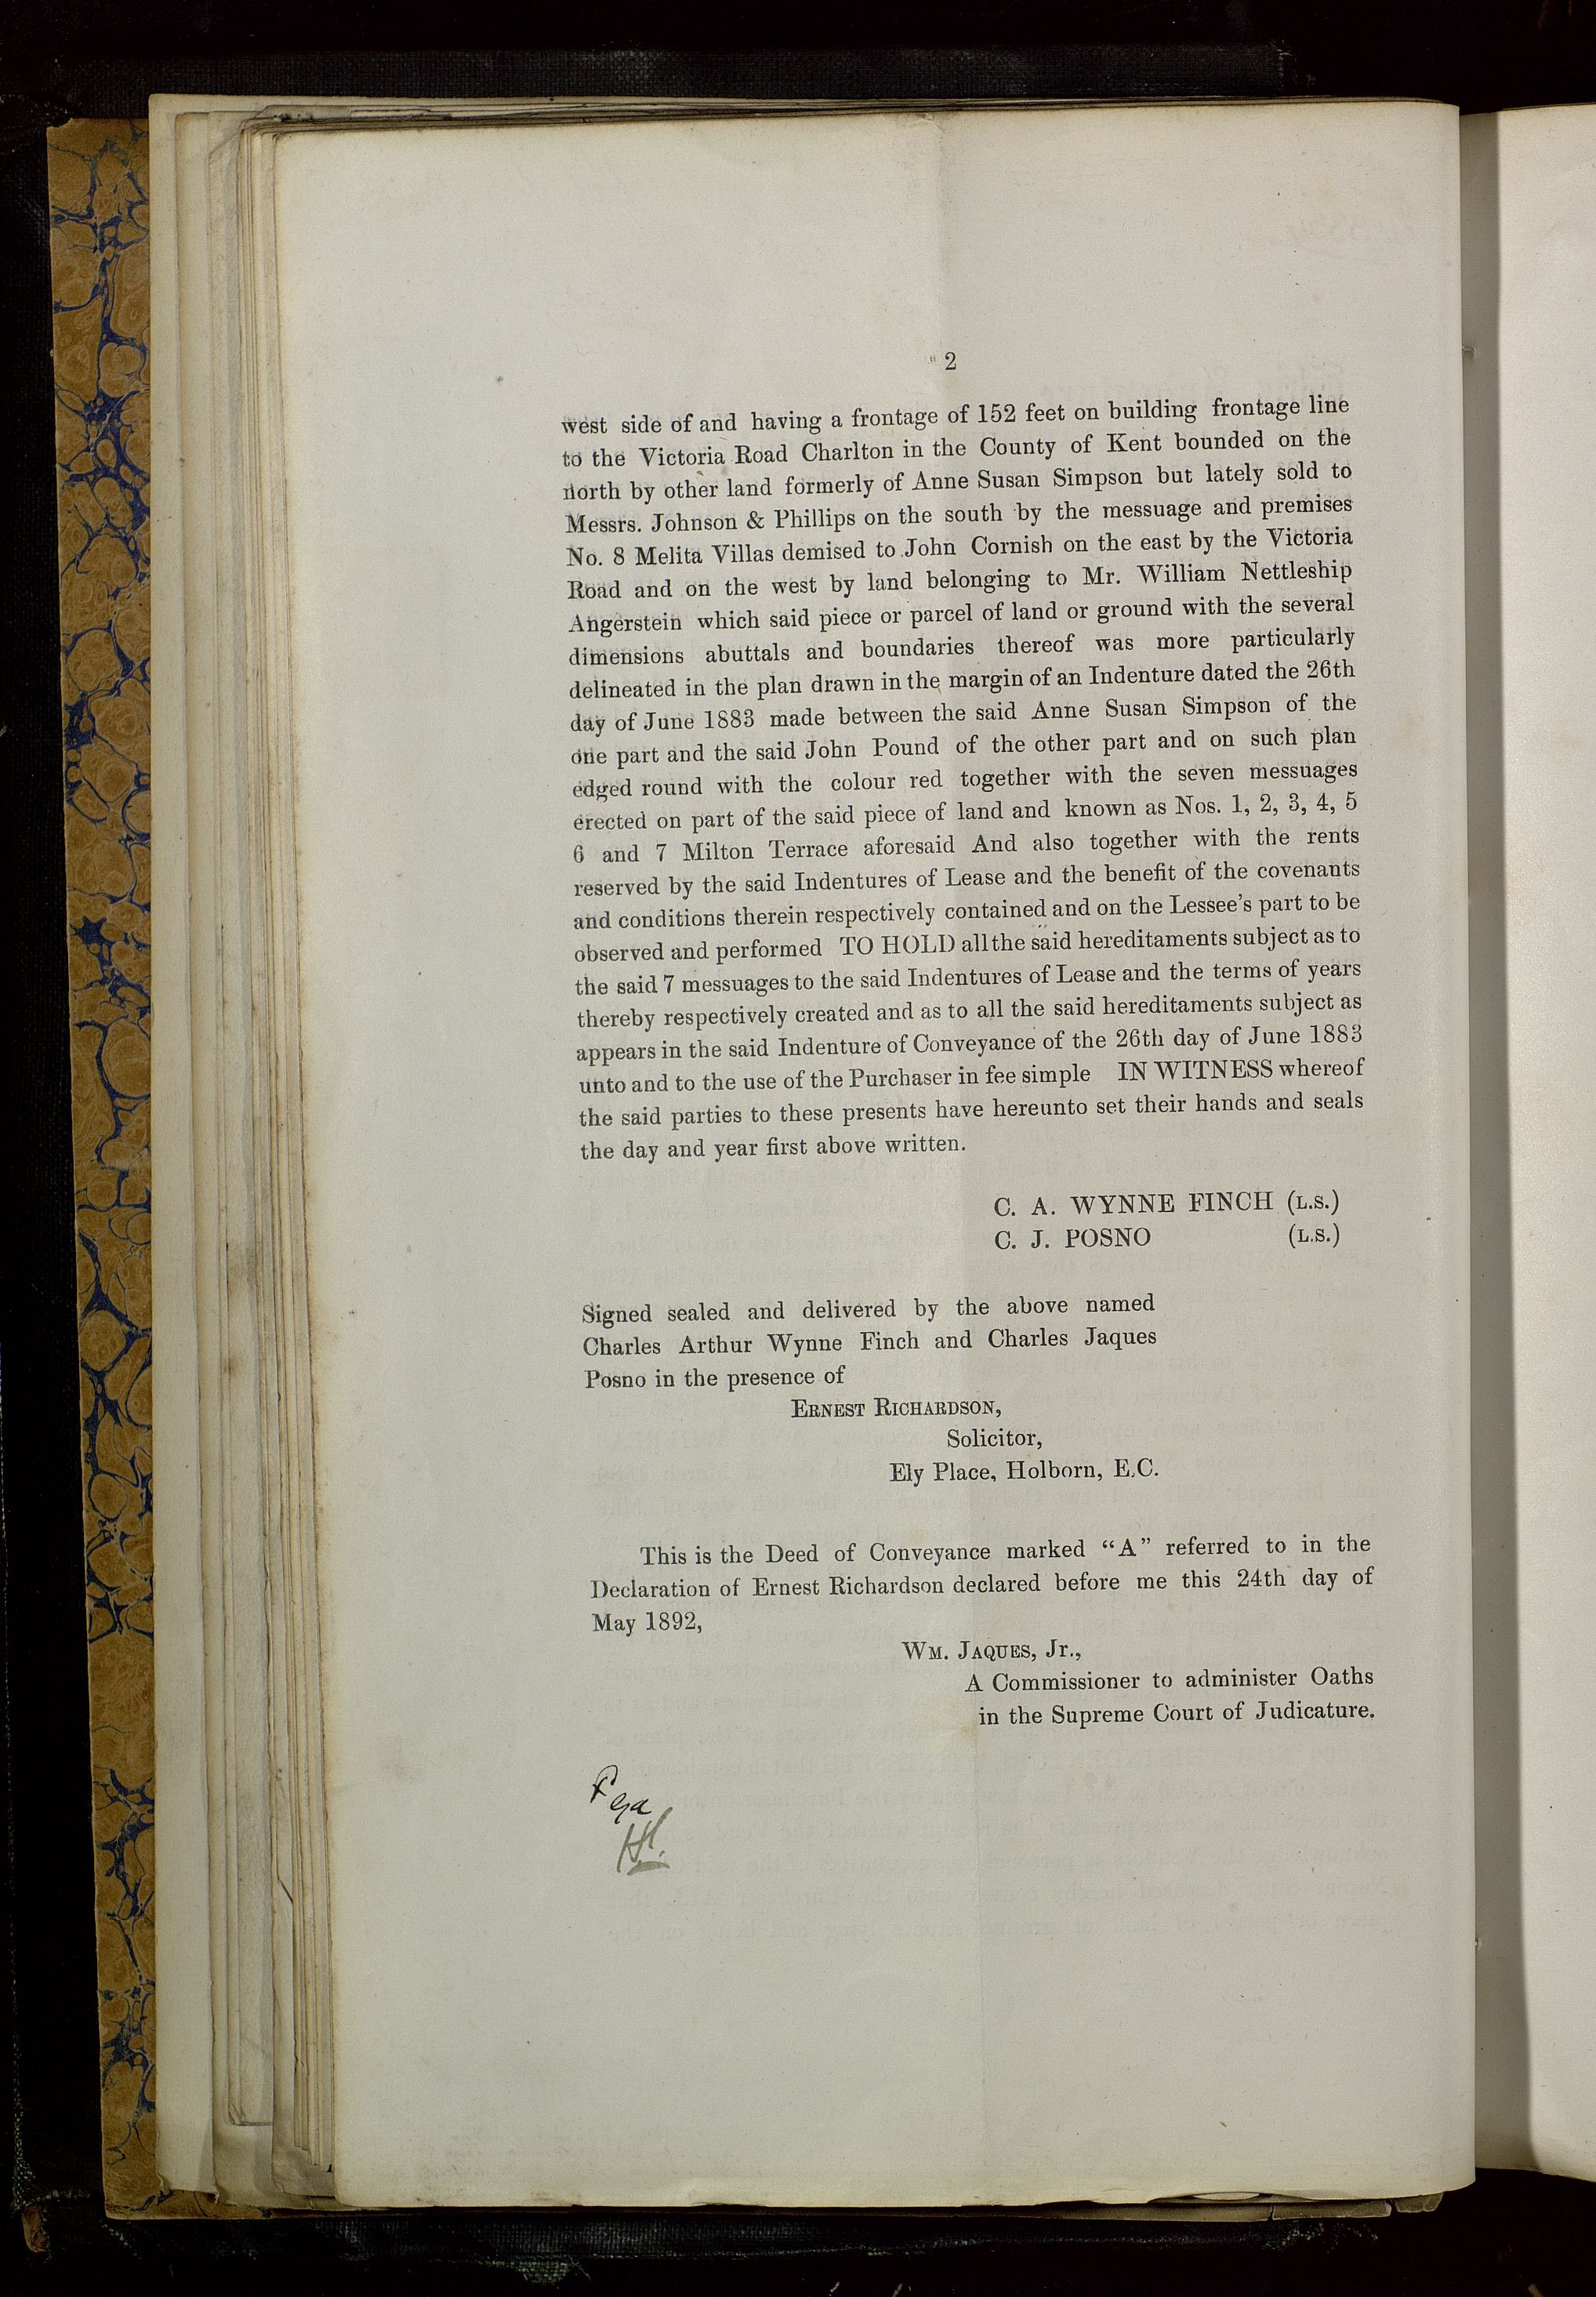 2
west side of and having a frontage of 152 feet on building frontage line
to the Victoria Road Charlton in the County of Kent bounded on the
north by other land formerly of Anne Susan Simpson but lately sold to
Messrs. Johnson & Phillips on the south by the messuage and premises
No. 8 Melita Villas demised to John Cornish on the east by the Victoria
Road and on the west by land belonging to Mr. William Nettleship
Angerstein which said piece or parcel of land or ground with the several
dimensions abuttals and boundaries thereof was more particularly
delineated in the plan drawn in the margin of an Indenture dated the 26th
day of June 1883 made between the said Anne Susan Simpson of the
one part and the said John Pound of the other part and on such plan
edged round with the colour red together with the seven messuages
erected on part of the said piece of land and known as Nos. 1, 2, 3, 4, 5
6 and 7 Milton Terrace aforesaid And also together with the rents
reserved by the said Indentures of Lease and the benefit of the covenants
and conditions therein respectively contained and on the Lessee's part to be
observed and performed TO HOLD all the said hereditaments subject as to
the said 7 messuages to the said Indentures of Lease and the terms of years
thereby respectively created and as to all the said hereditaments subject as
appears in the said Indenture of Conveyance of the 26th day of June 1883
unto and to the use of the Purchaser in fee simple IN WITNESS whereof
the said parties to these presents have hereunto set their hands and seals
the day and year first above written.
C. A. WYNNE FINCH (L.S.)
C. J. POSNO (L.S.)
Signed sealed and delivered by the above named
Charles Arthur Wynne Finch and Charles Jaques
Posno in the presence of
ERNEST RICHARDSON,
Solicitor,
Ely Place, Holborn, E.C.
This is the Deed of Conveyance marked "A" referred to in the
Declaration of Ernest Richardson declared before me this 24th day of
May 1892,
WM. JAQUES, Jr.,
A Commissioner to administer Oaths
in the Supreme Court of Judicature.